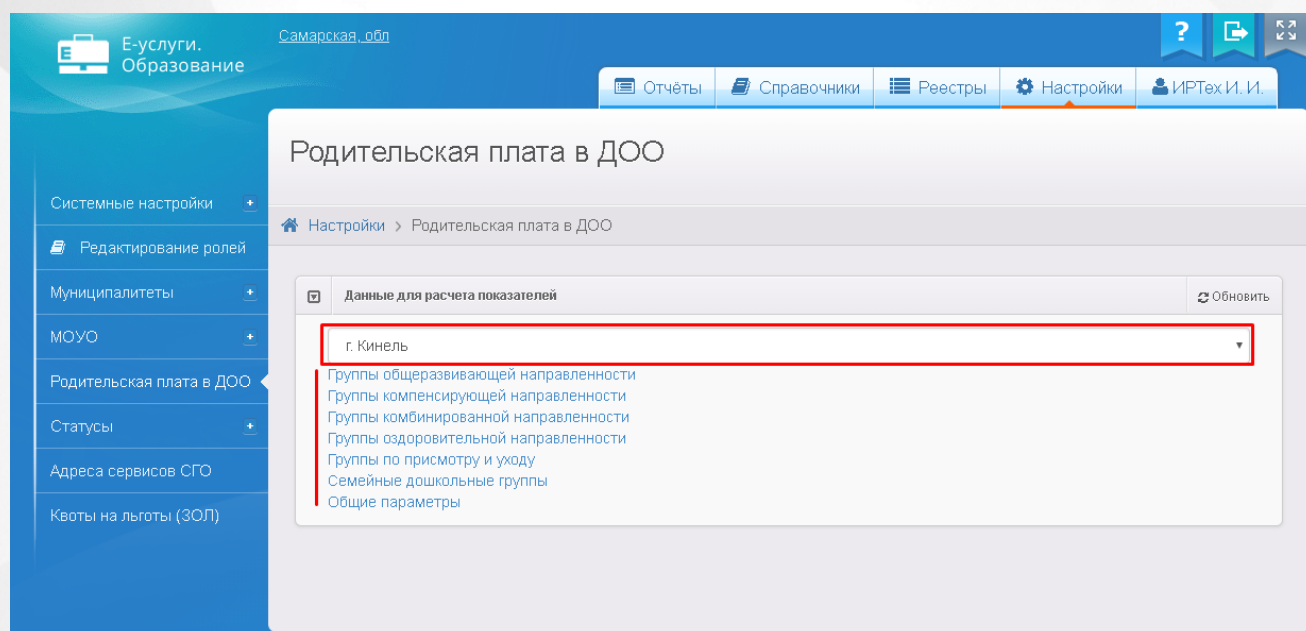 Е-услуги.
Образование
Самарская, обл
?
Отчёты
Справочники
Реестры
Настройки
ИРТех И. И.
Родительская плата в ДОО
Системные настройки
Редактирование ролей
Муниципалитеты
МОУО
Родительская плата в ДОО
Статусы
Адреса сервисов СГО
Квоты на льготы (ЗОЛ)
Настройки > Родительская плата в ДОО
Данные для расчета показателей
Обновить
г. Кинель
Группы общеразвивающей направленности
Группы компенсирующей направленности
Группы комбинированной направленности
Группы оздоровительной направленности
Группы по присмотру и уходу
Семейные дошкольные группы
Общие параметры